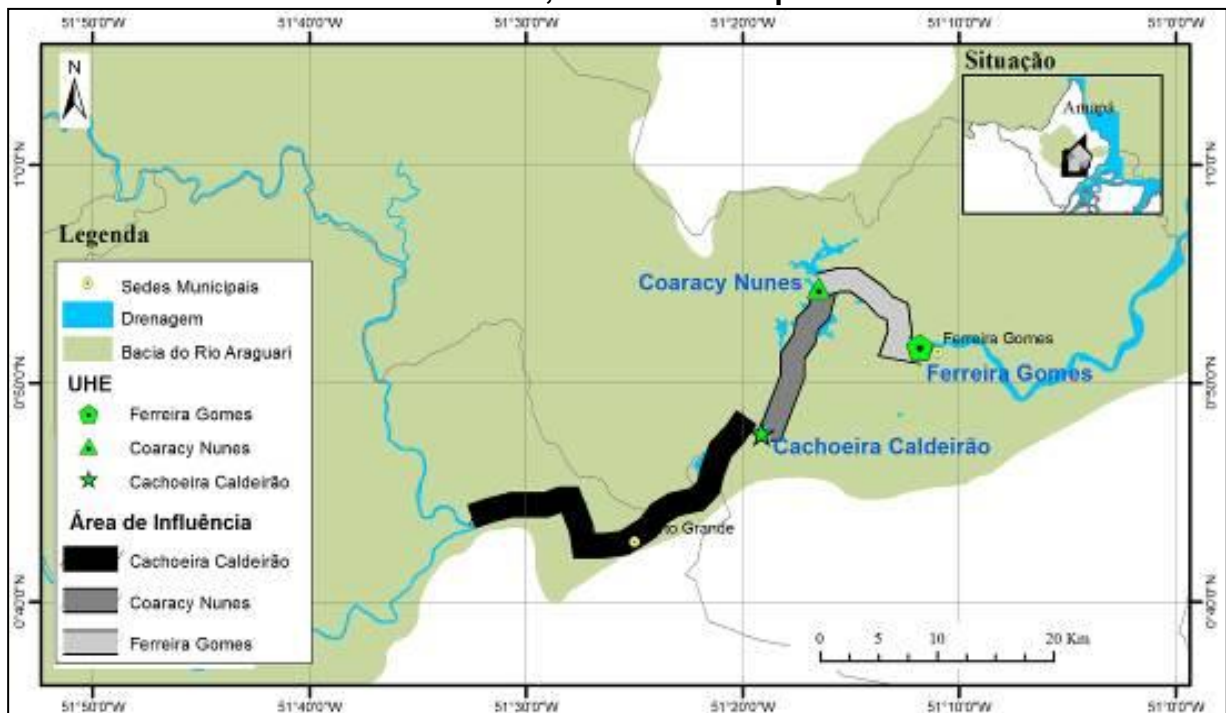 51°50'0"W 51°40'0"W 51°30'0"W 51°20'0"W 51°10'0"W 51°0'0"W
N
Situação
Amapá
1°0'0"N 1°0'0"N
Legenda
Sedes Municipais
Drenagem
Bacia do Rio Araguari
UHE
Ferreira Gomes
Coaracy Nunes
Cachoeira Caldeirão
Área de Influência
Cachoeira Caldeirão
Coaracy Nunes
Ferreira Gomes
Coaracy Nunes
Ferreira Gomes
Ferreira Gomes
0°50'0"N 0°50'0"N
Cachoeira Caldeirão
to Grande
0°40'0"N 0°40'0"N
0 5 10 20 Km
51°50'0"W 51°40'0"W 51°30'0"W 51°20'0"W 51°10'0"W 51°0'0"W